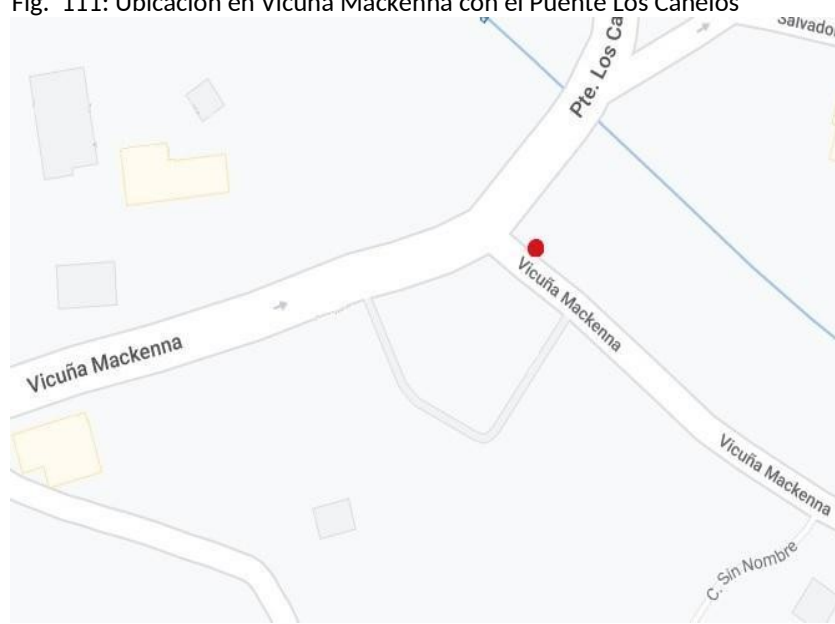 Fig. 111: Ubicación en Vicuña Mackenna con el Puente Los Canelos
Salvador
Pte. Los Ca
Vicuña Mackenna
Vicuña Mackenna
Vicuña Mackenna
C. Sin Nombre